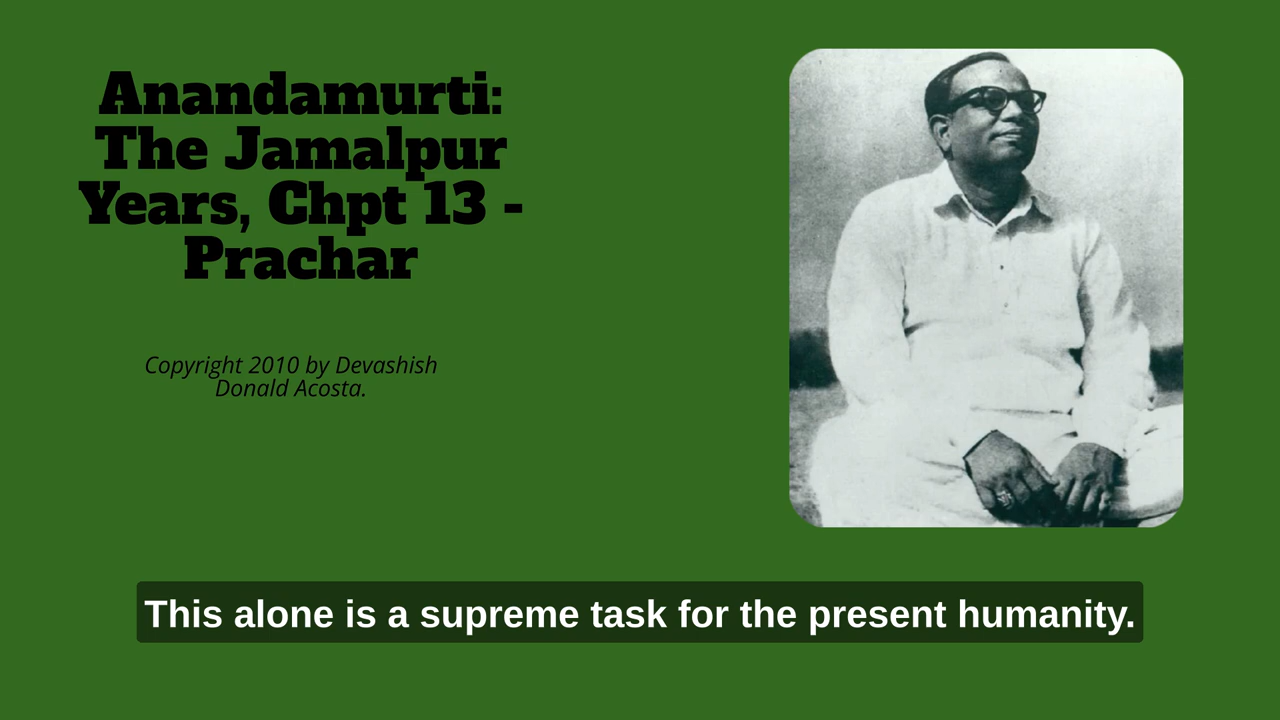 Anandamurti:
The Jamalpur
Years, Chpt 13 -
Prachar
Copyright 2010 by Devashish
Donald Acosta.
This alone is a supreme task for the present humanity.